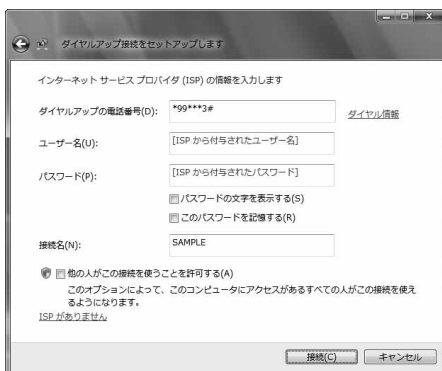 ダイヤルアップ接続をセットアップします
インターネット サービス プロバイダ (ISP) の情報を入力します
ダイヤルアップの電話番号(D):
*99***3#
ダイヤル情報
ユーザー名(U):
[ISP から付与されたユーザー名]
パスワード(P):
[ISP から付与されたパスワード]
パスワードの文字を表示する(S)
このパスワードを記憶する(R)
接続名(N):
SAMPLE
他の人がこの接続を使うことを許可する(A)
このオプションによって、このコンピュータにアクセスがあるすべての人がこの接続を使え
るようになります。
ISP がありません
接続(C)
キャンセル